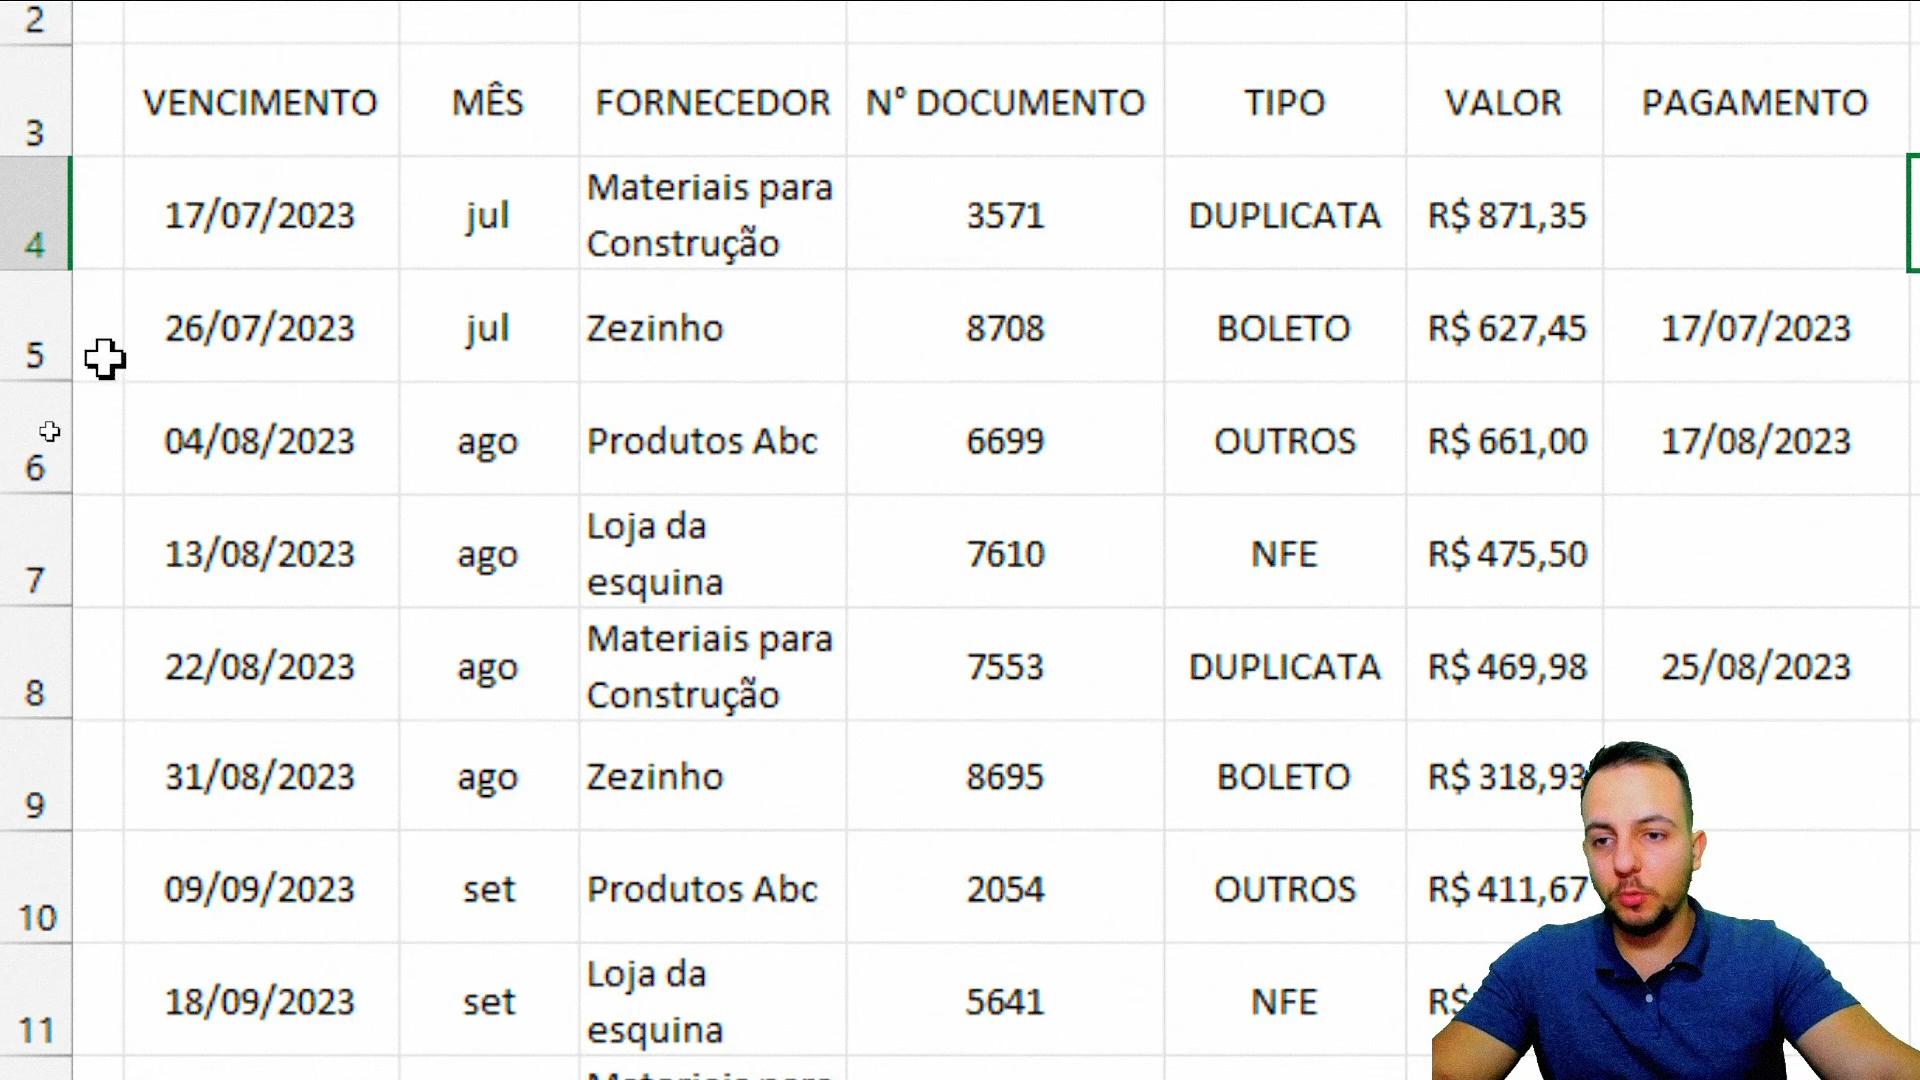 2
3 VENCIMENTO MÊS FORNECEDOR N° DOCUMENTO TIPO VALOR PAGAMENTO
4 17/07/2023 jul Materiais para Construção 3571 DUPLICATA R$ 871,35
5 26/07/2023 jul Zezinho 8708 BOLETO R$ 627,45 17/07/2023
6 04/08/2023 ago Produtos Abc 6699 OUTROS R$ 661,00 17/08/2023
7 13/08/2023 ago Loja da esquina 7610 NFE R$ 475,50
8 22/08/2023 ago Materiais para Construção 7553 DUPLICATA R$ 469,98 25/08/2023
9 31/08/2023 ago Zezinho 8695 BOLETO R$ 318,93
10 09/09/2023 set Produtos Abc 2054 OUTROS R$ 411,67
11 18/09/2023 set Loja da esquina 5641 NFE R$